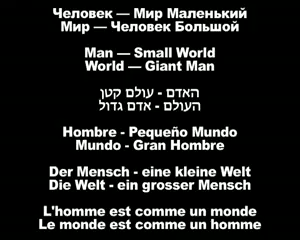 Человек — Мир Маленький
Мир — Человек Большой
Man — Small World
World — Giant Man
האדם - עולם קטן
העולם - אדם גדול
Hombre - Pequeño Mundo
Mundo - Gran Hombre
Der Mensch - eine kleine Welt
Die Welt - ein grosser Mensch
L'homme est comme un monde
Le monde est comme un homme